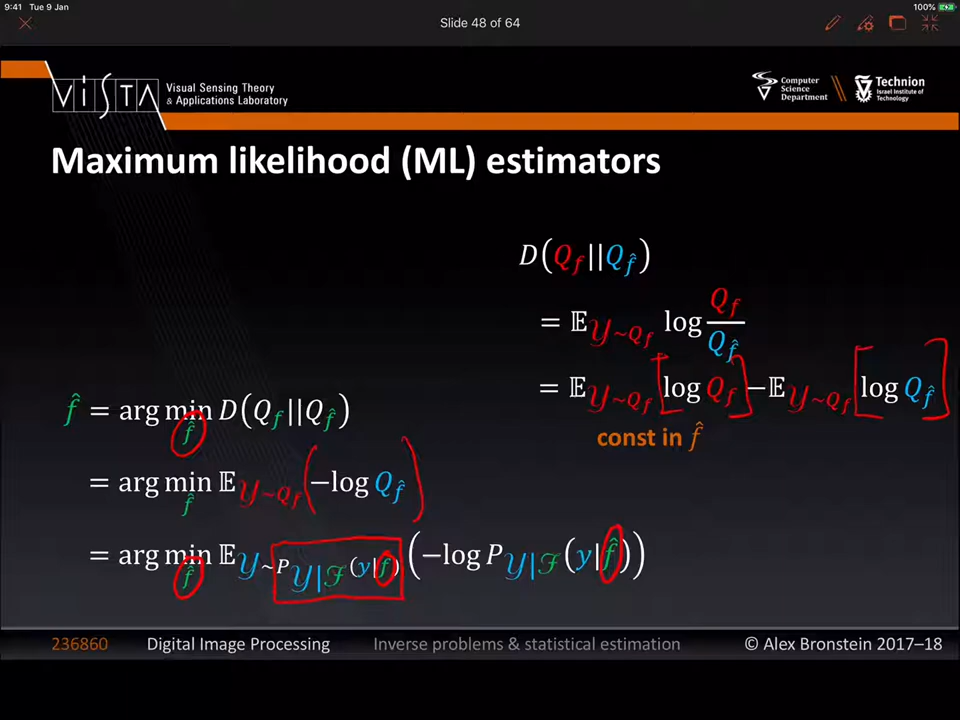 9:41 Tue 9 Jan
100%
Slide 48 of 64
ViSTA
Visual Sensing Theory
& Applications Laboratory
Computer
Science
Department
Technion
Israel Institute of
Technology
Maximum likelihood (ML) estimators
D(Q_f||Q_f̂)
= 𝔼_{𝒴~Q_f} log Q_f/Q_f̂
= 𝔼_{𝒴~Q_f} [log Q_f] −𝔼_{𝒴~Q_f} [log Q_f̂]
const in f̂
f̂ = arg min_f̂ D(Q_f||Q_f̂)
= arg min_f̂ 𝔼_{𝒴~Q_f} (−log Q_f̂)
= arg min_f̂ 𝔼_{𝒴~P_{𝒴|ℱ}(y|f)} (−log P_{𝒴|ℱ}(y|f̂))
236860 Digital Image Processing Inverse problems & statistical estimation © Alex Bronstein 2017–18